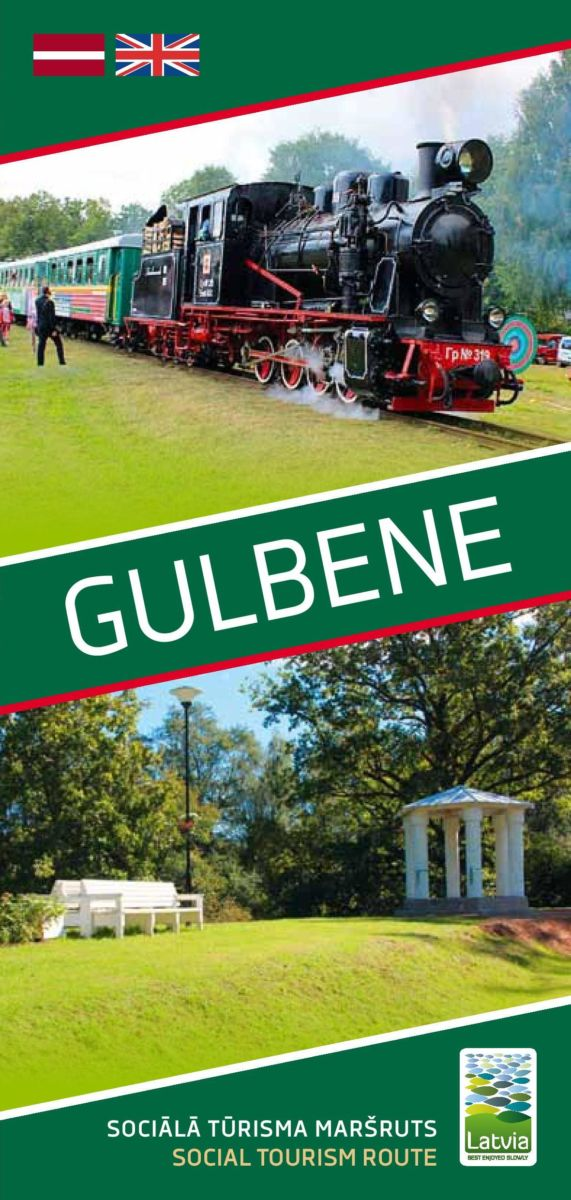 Гр № 319
GULBENE
SOCIĀLĀ TŪRISMA MARŠRUTS
SOCIAL TOURISM ROUTE
Latvia
BEST ENJOYED SLOWLY